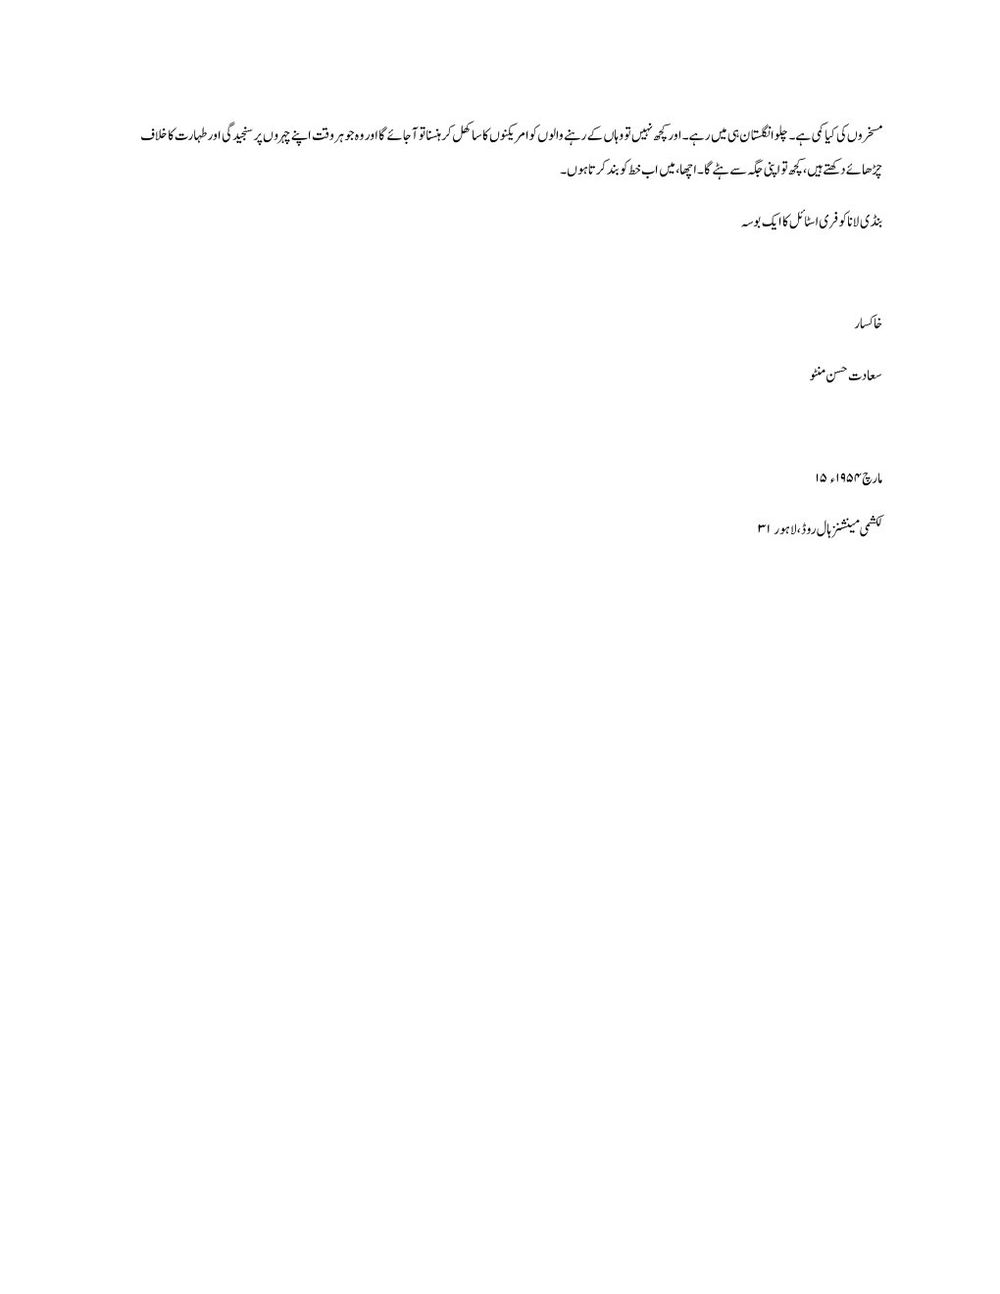 مسخروں کی کیا کمی ہے۔ چلو انگلستان ہی میں رہے۔ اور کچھ نہیں تو وہاں کے رہنے والوں کو امریکنوں کا سا کھل کر ہنسنا تو آجائے گا اور وہ جو ہر وقت اپنے چہروں پر سنجیدگی اور طہارت کا خلاف
چڑھائے دکھتے ہیں، کچھ تو اپنی جگہ سے ہٹے گا۔ اچھا، میں اب خط کو بند کرتا ہوں۔
بنڈی لانا کو فری اسٹائل کا ایک بوسہ
خاکسار
سعادت حسن منٹو
مارچ ۱۹۵۴ء ۱۵
لکشمی مینشنز ہال روڈ، لاہور ۳۱